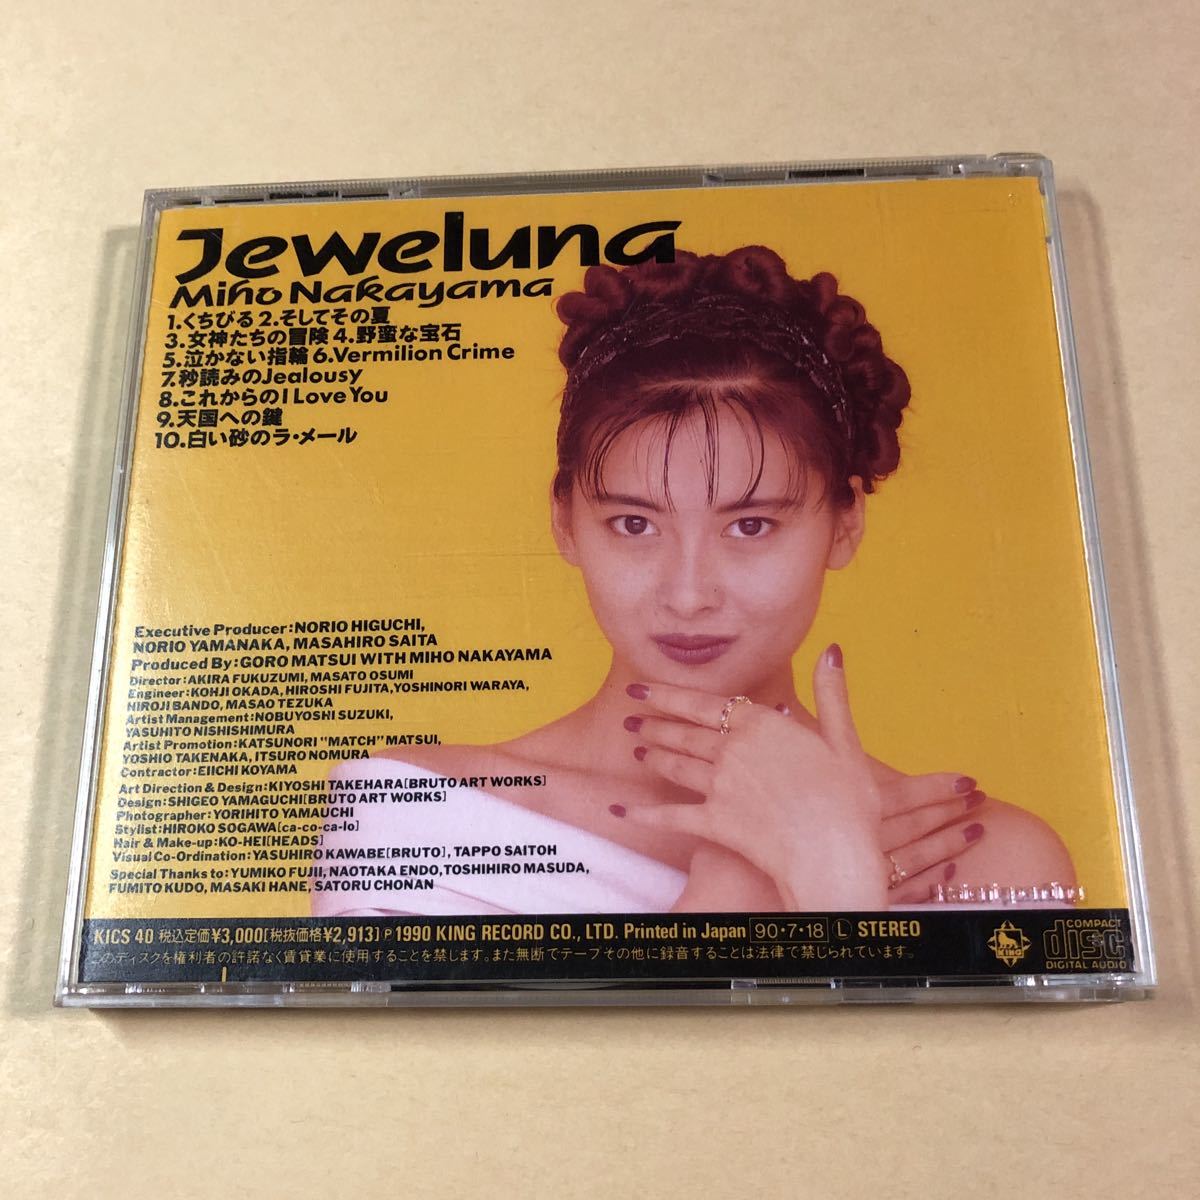 Jeweluna
Miho Nakayama
1.くちびる 2.そしてその夏
3.女神たちの冒険 4.野蛮な宝石
5.泣かない指輪 6.Vermilion Crime
7.秒読みのJealousy
8.これからのI Love You
9.天国への鍵
10.白い砂のラ・メール
Executive Producer:NORIO HIGUCHI,
NORIO YAMANAKA, MASAHIRO SAITA
Produced By:GORO MATSUI WITH MIHO NAKAYAMA
Director:AKIRA FUKUZUMI, MASATO OSUMI
Engineer:KOHJI OKADA, HIROSHI FUJITA,YOSHINORI WARAYA,
HIROJI BANDO, MASAO TEZUKA
Artist Management:NOBUYOSHI SUZUKI,
YASUHITO NISHISHIMURA
Artist Promotion:KATSUNORI "MATCH" MATSUI,
YOSHIO TAKENAKA, ITSURO NOMURA
Contractor:EIICHI KOYAMA
Art Direction & Design:KIYOSHI TAKEHARA[BRUTO ART WORKS]
Design:SHIGEO YAMAGUCHI[BRUTO ART WORKS]
Photographer:YORIHITO YAMAUCHI
Stylist:HIROKO SOGAWA[ca-co-ca-lo]
Hair & Make-up:KO-HEI[HEADS]
Visual Co-Ordination:YASUHIRO KAWABE[BRUTO], TAPPO SAITOH
Special Thanks to:YUMIKO FUJII, NAOTAKA ENDO,TOSHIHIRO MASUDA,
FUMITO KUDO, MASAKI HANE, SATORU CHONAN
KICS 40 税込定価¥3,000[税抜価格¥2,913] ℗ 1990 KING RECORD CO., LTD. Printed in Japan 90・7・18 Ⓛ STEREO
このディスクを権利者の許諾なく賃貸業に使用することを禁じます。また無断でテープその他に録音することは法律で禁じられています。
KING
COMPACT
disc
DIGITAL AUDIO